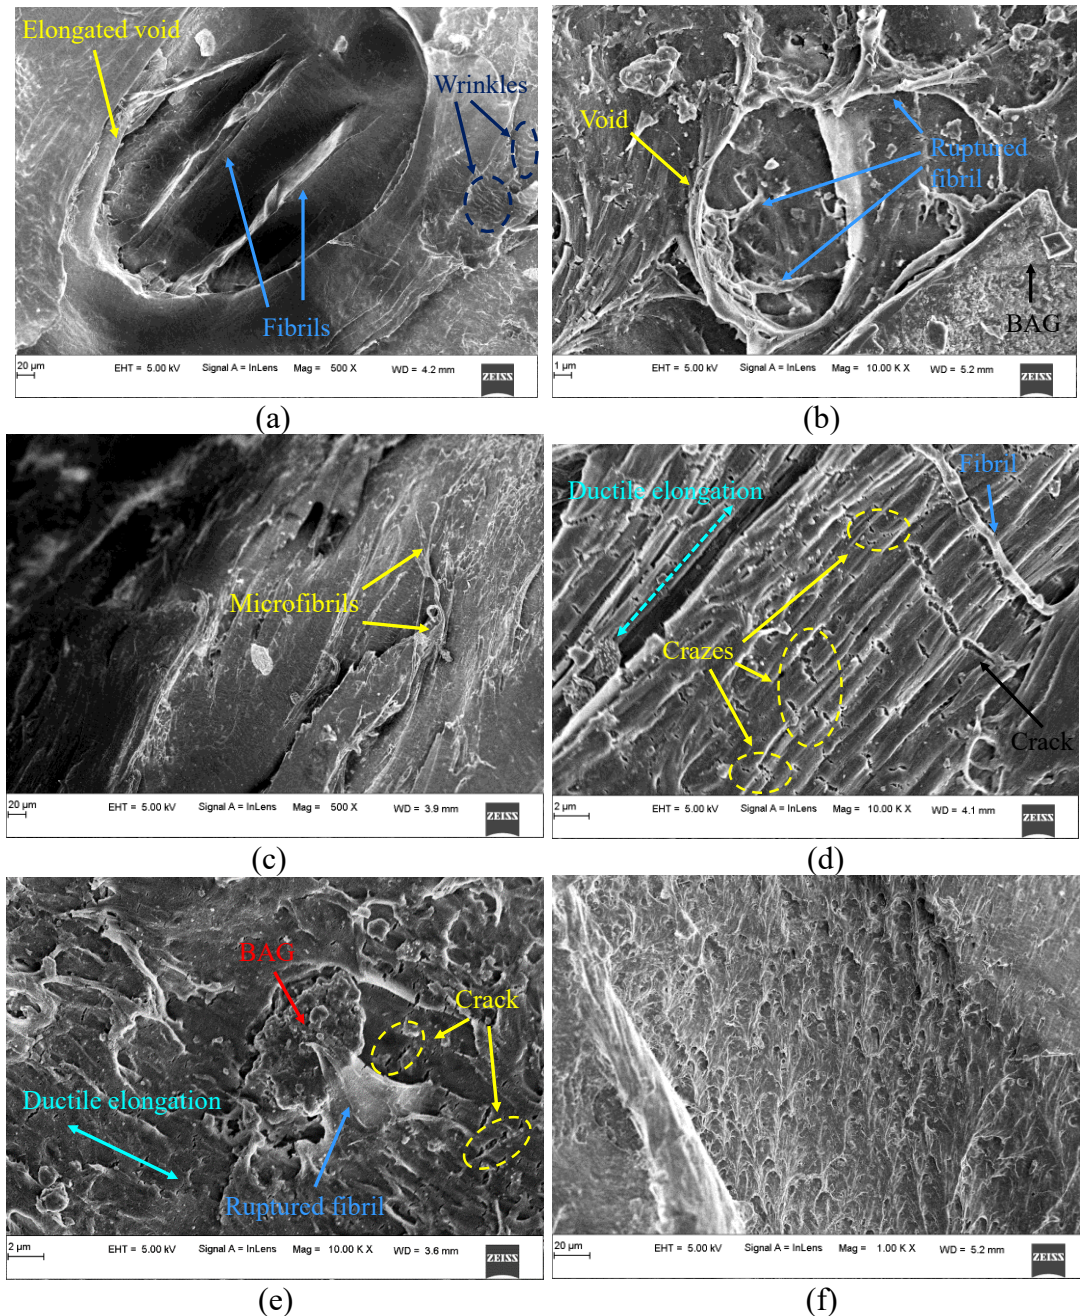 Elongated void
Wrinkles
Fibrils
20 µm
EHT = 5.00 kV Signal A = InLens Mag = 500 X WD = 4.2 mm
ZEISS
(a)
Void
Ruptured
fibril
BAG
1 µm
EHT = 5.00 kV Signal A = InLens Mag = 10.00 K X WD = 5.2 mm
ZEISS
(b)
Microfibrils
20 µm
EHT = 5.00 kV Signal A = InLens Mag = 500 X WD = 3.9 mm
ZEISS
(c)
Fibril
Ductile elongation
Crazes
Crack
2 µm
EHT = 5.00 kV Signal A = InLens Mag = 10.00 K X WD = 4.1 mm
ZEISS
(d)
BAG
Crack
Ductile elongation
Ruptured fibril
2 µm
EHT = 5.00 kV Signal A = InLens Mag = 10.00 K X WD = 3.6 mm
ZEISS
(e)
20 µm
EHT = 5.00 kV Signal A = InLens Mag = 1.00 K X WD = 5.2 mm
ZEISS
(f)